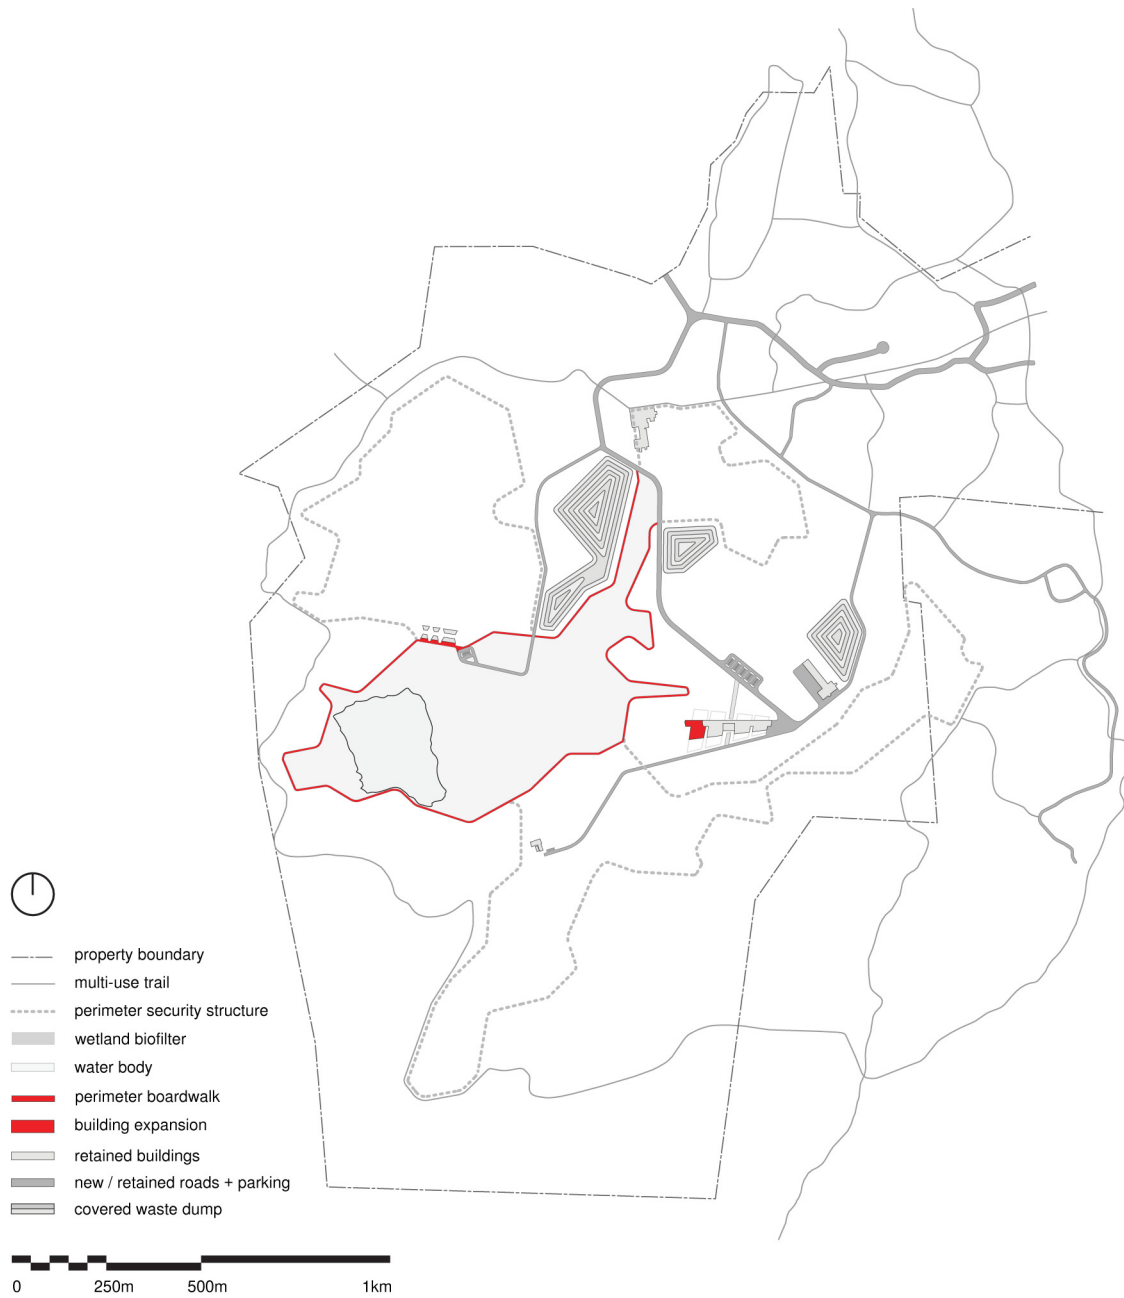 property boundary
multi-use trail
perimeter security structure
wetland biofilter
water body
perimeter boardwalk
building expansion
retained buildings
new / retained roads + parking
covered waste dump
0 250m 500m 1km